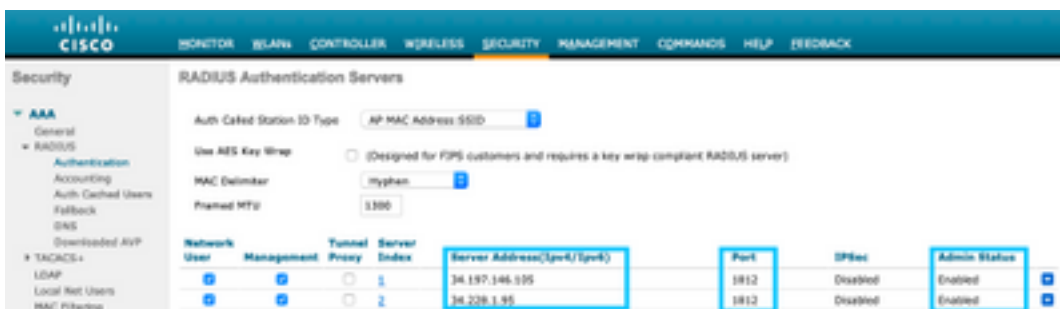 CISCO
MONITOR WLANs CONTROLLER WIRELESS SECURITY MANAGEMENT COMMANDS HELP FEEDBACK
Security
AAA
General
RADIUS
Authentication
Accounting
Auth Cached Users
Fallback
DNS
Downloaded AVP
TACACS+
LDAP
Local Net Users
MAC Filtering
RADIUS Authentication Servers
Auth Called Station ID Type AP MAC Address:SSID
Use AES Key Wrap (Designed for FIPS customers and requires a key wrap compliant RADIUS server)
MAC Delimiter Hyphen
Framed MTU 1300
Network User Management Tunnel Proxy Server Index Server Address(Ipv4/Ipv6) Port IPSec Admin Status
1 34.197.146.105 1812 Disabled Enabled
2 34.228.1.95 1812 Disabled Enabled